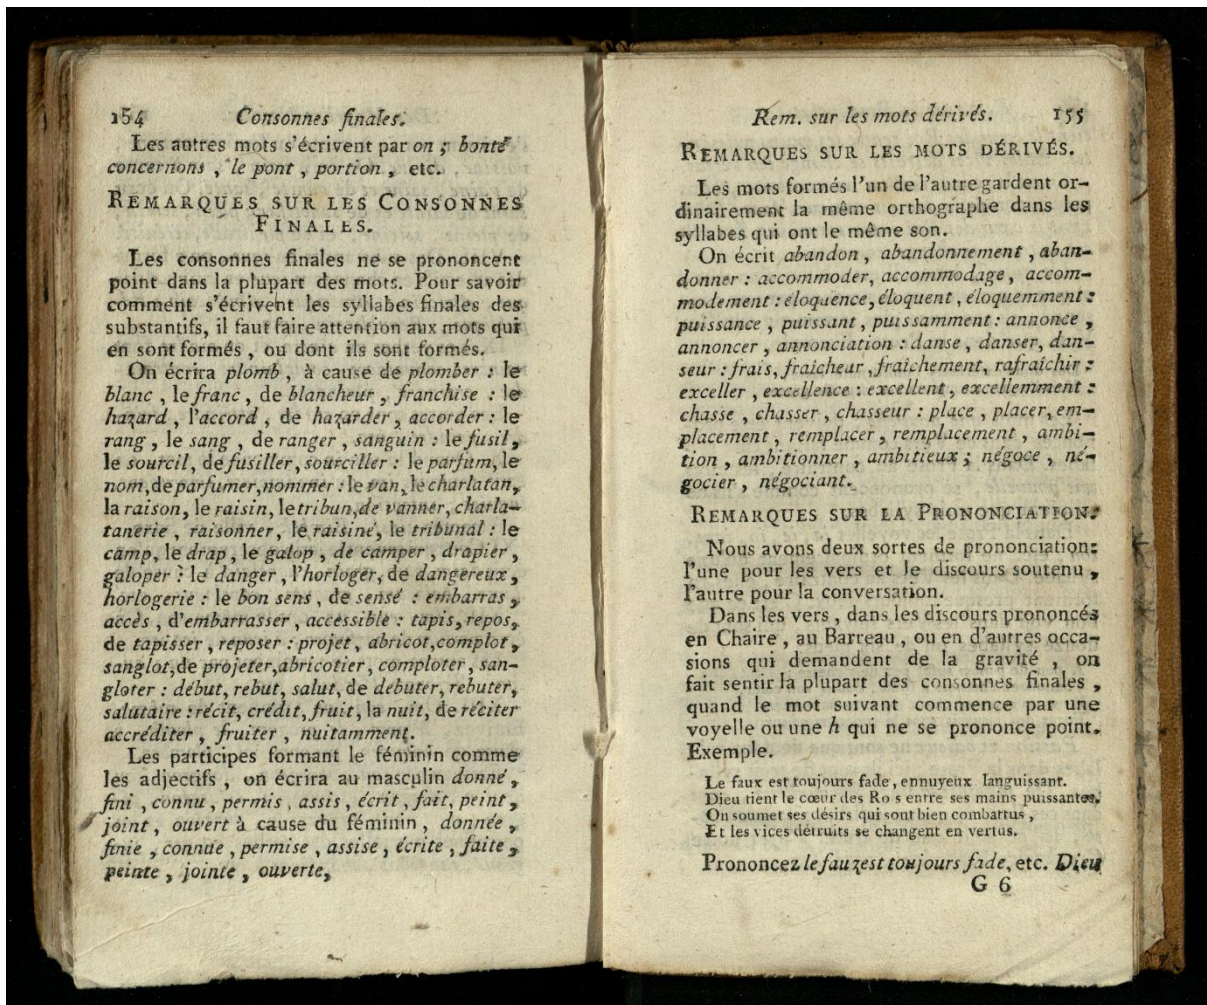 154 Consonnes finales.
Les autres mots s'écrivent par on ; bonté
concernons , le pont , portion , etc.
REMARQUES SUR LES CONSONNES
FINALES.
Les consonnes finales ne se prononcent
point dans la plupart des mots. Pour savoir
comment s'écrivent les syllabes finales des
substantifs, il faut faire attention aux mots qui
en sont formés , ou dont ils sont formés.
On écrira plomb , à cause de plomber : le
blanc , le franc , de blancheur , franchise : le
hazard , l'accord , de hazarder , accorder : le
rang , le sang , de ranger , sanguin : le fusil ,
le sourcil, de fusiller, sourciller : le parfum, le
nom, de parfumer, nommer : le van, le charlatan,
la raison, le raisin, le tribun, de vanner, charla-
tanerie , raisonner , le raisiné, le tribunal : le
camp, le drap , le galop , de camper , drapier ,
galoper : le danger , l'horloger, de dangereux ,
horlogerie : le bon sens , de sensé : embarras ,
accès , d'embarrasser , accessible : tapis, repos,
de tapisser , reposer : projet , abricot, complot ,
sanglot, de projeter, abricotier , comploter , san-
gloter : début, rebut, salut, de débuter, rebuter,
salutaire : récit, crédit, fruit, la nuit, de réciter
accréditer , fruiter , nuitamment.
Les participes formant le féminin comme
les adjectifs , on écrira au masculin donné ,
fini , connu , permis , assis , écrit , fait, peint ,
joint , ouvert à cause du féminin , donnée ,
finie , connue , permise , assise , écrite , faite ,
peinte , jointe , ouverte,
Rem. sur les mots dérivés. 155
REMARQUES SUR LES MOTS DÉRIVÉS.
Les mots formés l'un de l'autre gardent or-
dinairement la même orthographe dans les
syllabes qui ont le même son.
On écrit abandon , abandonnement , aban-
donner : accommoder, accommodage , accom-
modement : éloquence, éloquent , éloquemment :
puissance , puissant , puissamment : annonce ,
annoncer , annonciation : danse , danser, dan-
seur : frais, fraîcheur , fraîchement, rafraîchir :
exceller , excellence : excellent , excellemment :
chasse , chasser , chasseur : place , placer, em-
placement , remplacer , remplacement , ambi-
tion , ambitionner , ambitieux ; négoce , né-
gocier , négociant.
REMARQUES SUR LA PRONONCIATION.
Nous avons deux sortes de prononciation:
l'une pour les vers et le discours soutenu ,
l'autre pour la conversation.
Dans les vers , dans les discours prononcés
en Chaire , au Barreau , ou en d'autres occa-
sions qui demandent de la gravité , on
fait sentir la plupart des consonnes finales ,
quand le mot suivant commence par une
voyelle ou une h qui ne se prononce point.
Exemple.
Le faux est toujours fade , ennuyeux languissant.
Dieu tient le cœur des Ro s entre ses mains puissantes.
On soumet ses désirs qui sont bien combattus ,
Et les vices détruits se changent en vertus.
Prononcez le fau zest toujours fade, etc. Dieu
G 6